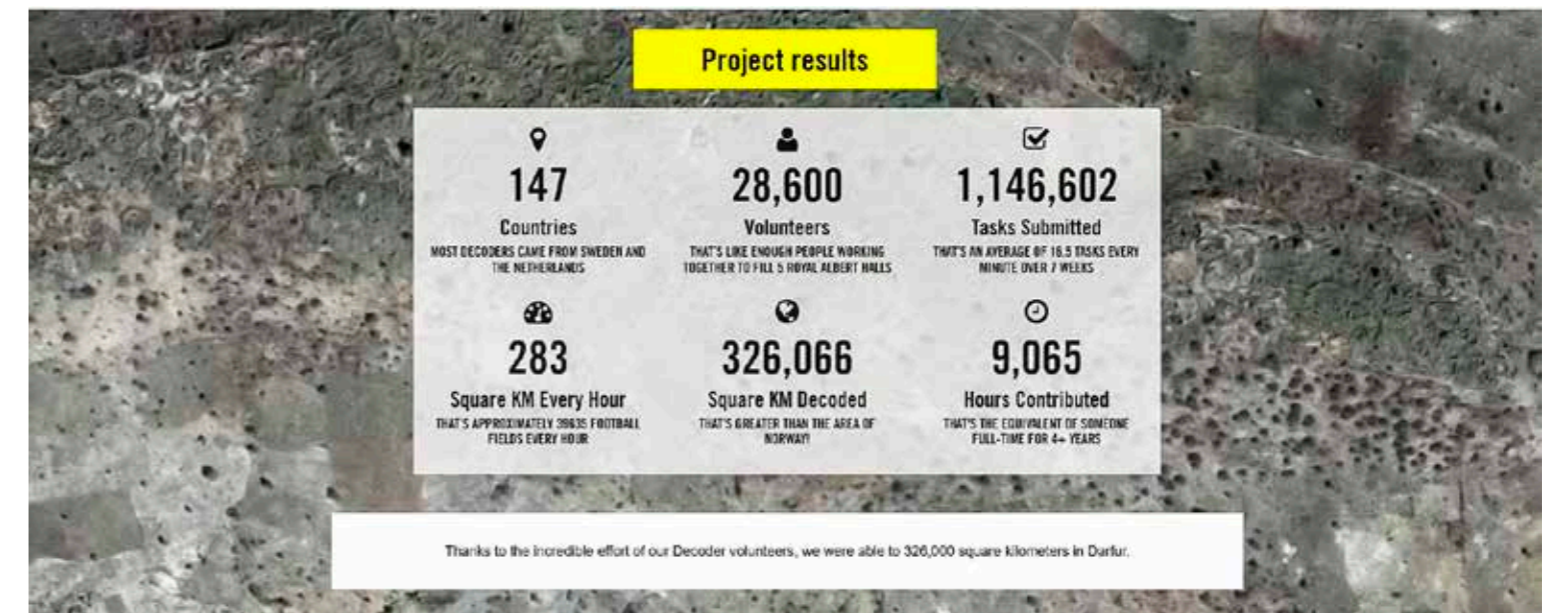 Project results
147
Countries
MOST DECODERS CAME FROM SWEDEN AND
THE NETHERLANDS
28,600
Volunteers
THAT'S LIKE ENOUGH PEOPLE WORKING
TOGETHER TO FILL 5 ROYAL ALBERT HALLS
1,146,602
Tasks Submitted
THAT'S AN AVERAGE OF 16.5 TASKS EVERY
MINUTE OVER 7 WEEKS
283
Square KM Every Hour
THAT'S APPROXIMATELY 39635 FOOTBALL
FIELDS EVERY HOUR
326,066
Square KM Decoded
THAT'S GREATER THAN THE AREA OF
NORWAY!
9,065
Hours Contributed
THAT'S THE EQUIVALENT OF SOMEONE
FULL-TIME FOR 4+ YEARS
Thanks to the incredible effort of our Decoder volunteers, we were able to 326,000 square kilometers in Darfur.